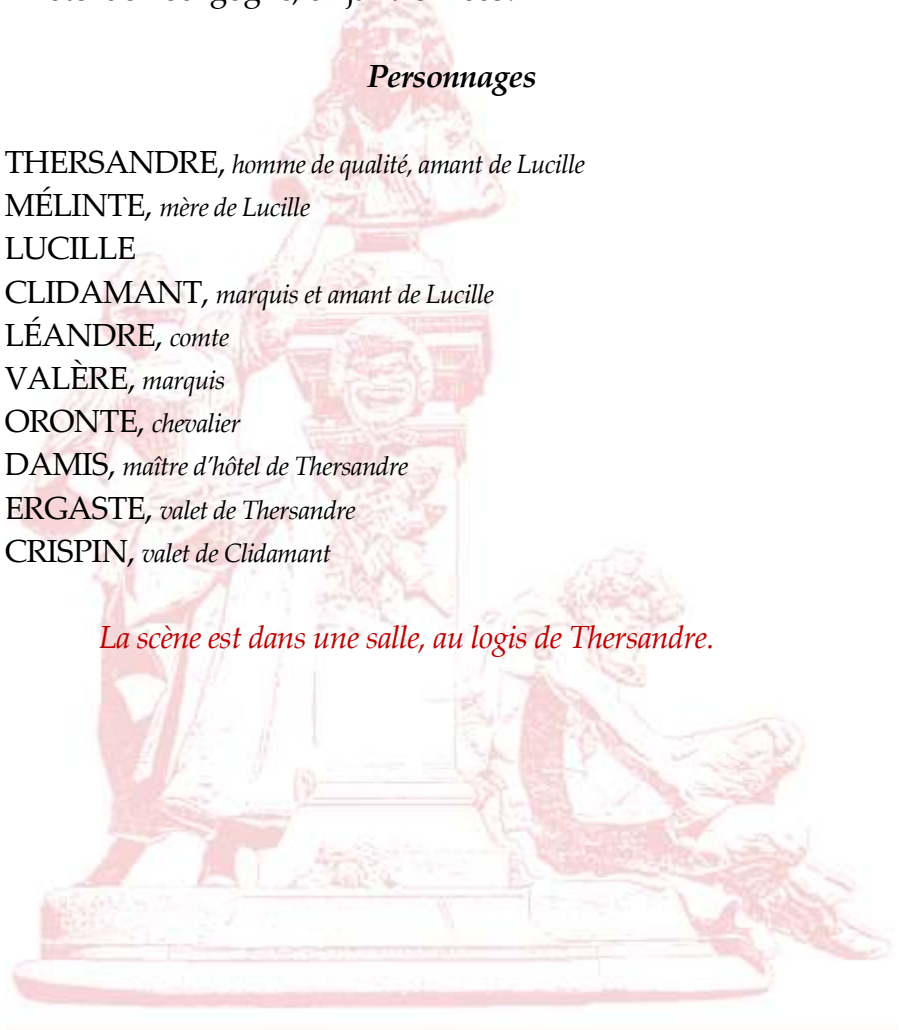 Personnages
THERSANDRE, homme de qualité, amant de Lucille
MÉLINTE, mère de Lucille
LUCILLE
CLIDAMANT, marquis et amant de Lucille
LÉANDRE, comte
VALÈRE, marquis
ORONTE, chevalier
DAMIS, maître d’hôtel de Thersandre
ERGASTE, valet de Thersandre
CRISPIN, valet de Clidamant
La scène est dans une salle, au logis de Thersandre.